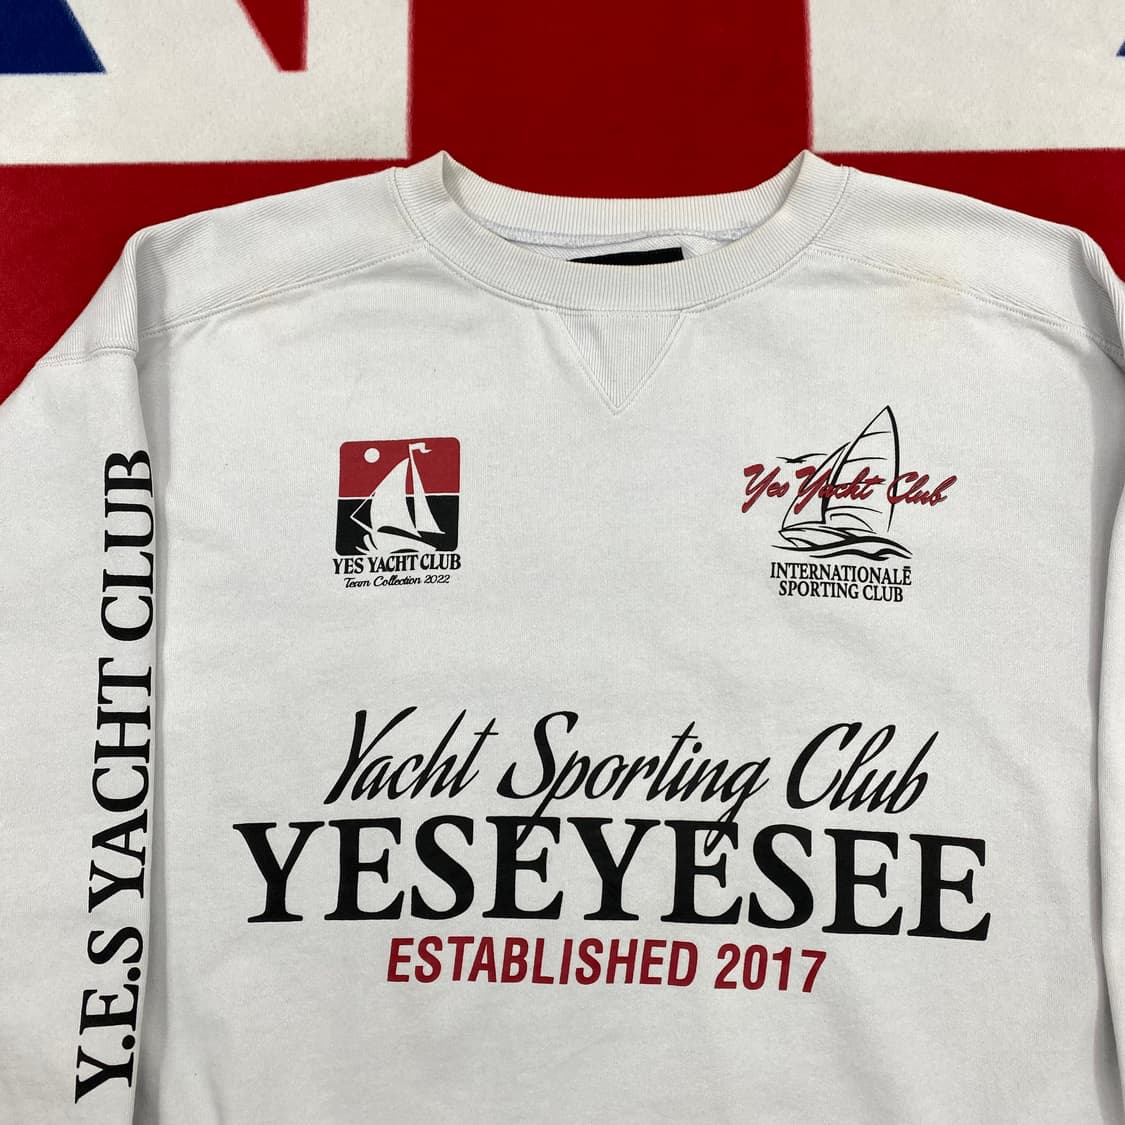 YES YACHT CLUB
Team Collection 2022
Yes Yacht Club
INTERNATIONALĒ
SPORTING CLUB
Yacht Sporting Club
YESEYESEE
ESTABLISHED 2017
Y.E.S YACHT CLUB